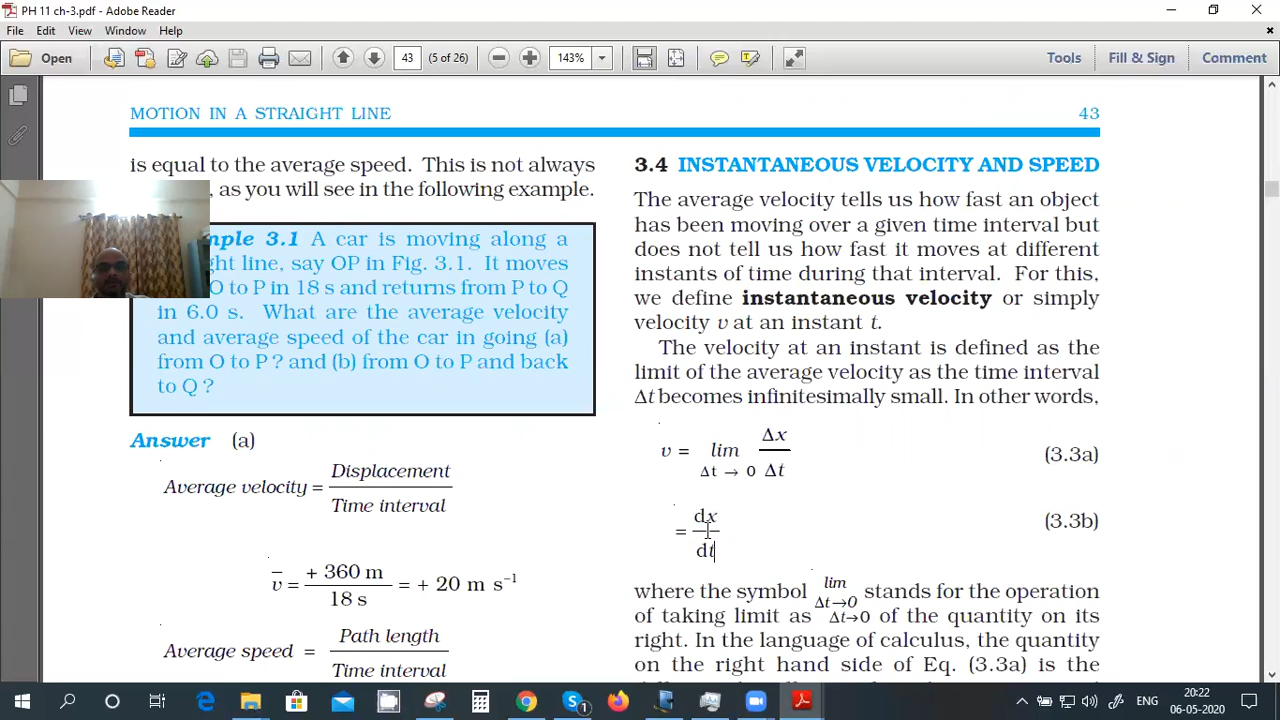 PH 11 ch-3.pdf - Adobe Reader
File Edit View Window Help
Open 43 (5 of 26) 143% Tools Fill & Sign Comment
MOTION IN A STRAIGHT LINE 43
is equal to the average speed. This is not always
, as you will see in the following example.
mple 3.1 A car is moving along a
ght line, say OP in Fig. 3.1. It moves
O to P in 18 s and returns from P to Q
in 6.0 s. What are the average velocity
and average speed of the car in going (a)
from O to P ? and (b) from O to P and back
to Q ?
Answer (a)
Average velocity = Displacement / Time interval
v̅ = + 360 m / 18 s = + 20 m s⁻¹
Average speed = Path length / Time interval
3.4 INSTANTANEOUS VELOCITY AND SPEED
The average velocity tells us how fast an object
has been moving over a given time interval but
does not tell us how fast it moves at different
instants of time during that interval. For this,
we define instantaneous velocity or simply
velocity v at an instant t.
The velocity at an instant is defined as the
limit of the average velocity as the time interval
Δt becomes infinitesimally small. In other words,
v = lim Δt → 0 Δx / Δt (3.3a)
= dx / dt (3.3b)
where the symbol lim Δt→0 stands for the operation
of taking limit as Δt→0 of the quantity on its
right. In the language of calculus, the quantity
on the right hand side of Eq. (3.3a) is the
ENG 20:22
06-05-2020